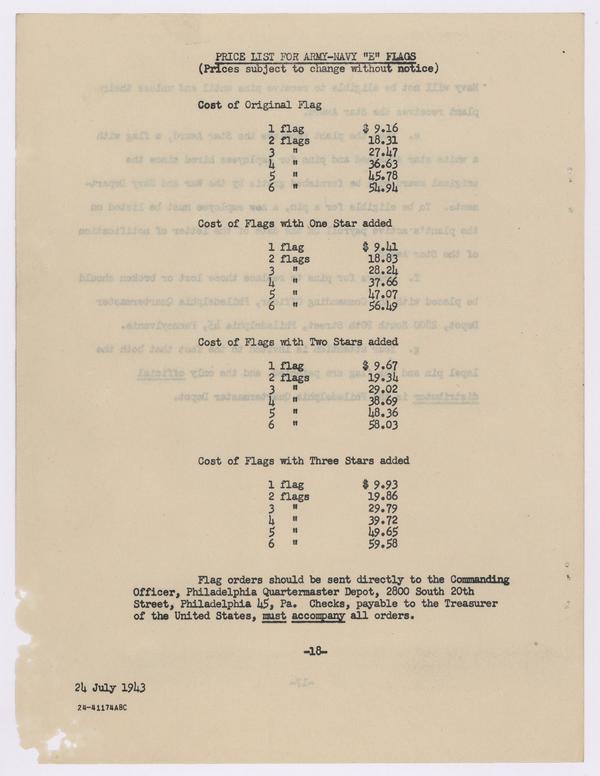 PRICE LIST FOR ARMY-NAVY "E" FLAGS
(Prices subject to change without notice)
Cost of Original Flag
1 flag $ 9.16
2 flags 18.31
3 " 27.47
4 " 36.63
5 " 45.78
6 " 54.94
Cost of Flags with One Star added
1 flag $ 9.41
2 flags 18.83
3 " 28.24
4 " 37.66
5 " 47.07
6 " 56.49
Cost of Flags with Two Stars added
1 flag $ 9.67
2 flags 19.34
3 " 29.02
4 " 38.69
5 " 48.36
6 " 58.03
Cost of Flags with Three Stars added
1 flag $ 9.93
2 flags 19.86
3 " 29.79
4 " 39.72
5 " 49.65
6 " 59.58
Flag orders should be sent directly to the Commanding
Officer, Philadelphia Quartermaster Depot, 2800 South 20th
Street, Philadelphia 45, Pa. Checks, payable to the Treasurer
of the United States, must accompany all orders.
-18-
24 July 1943
24-41174ABC